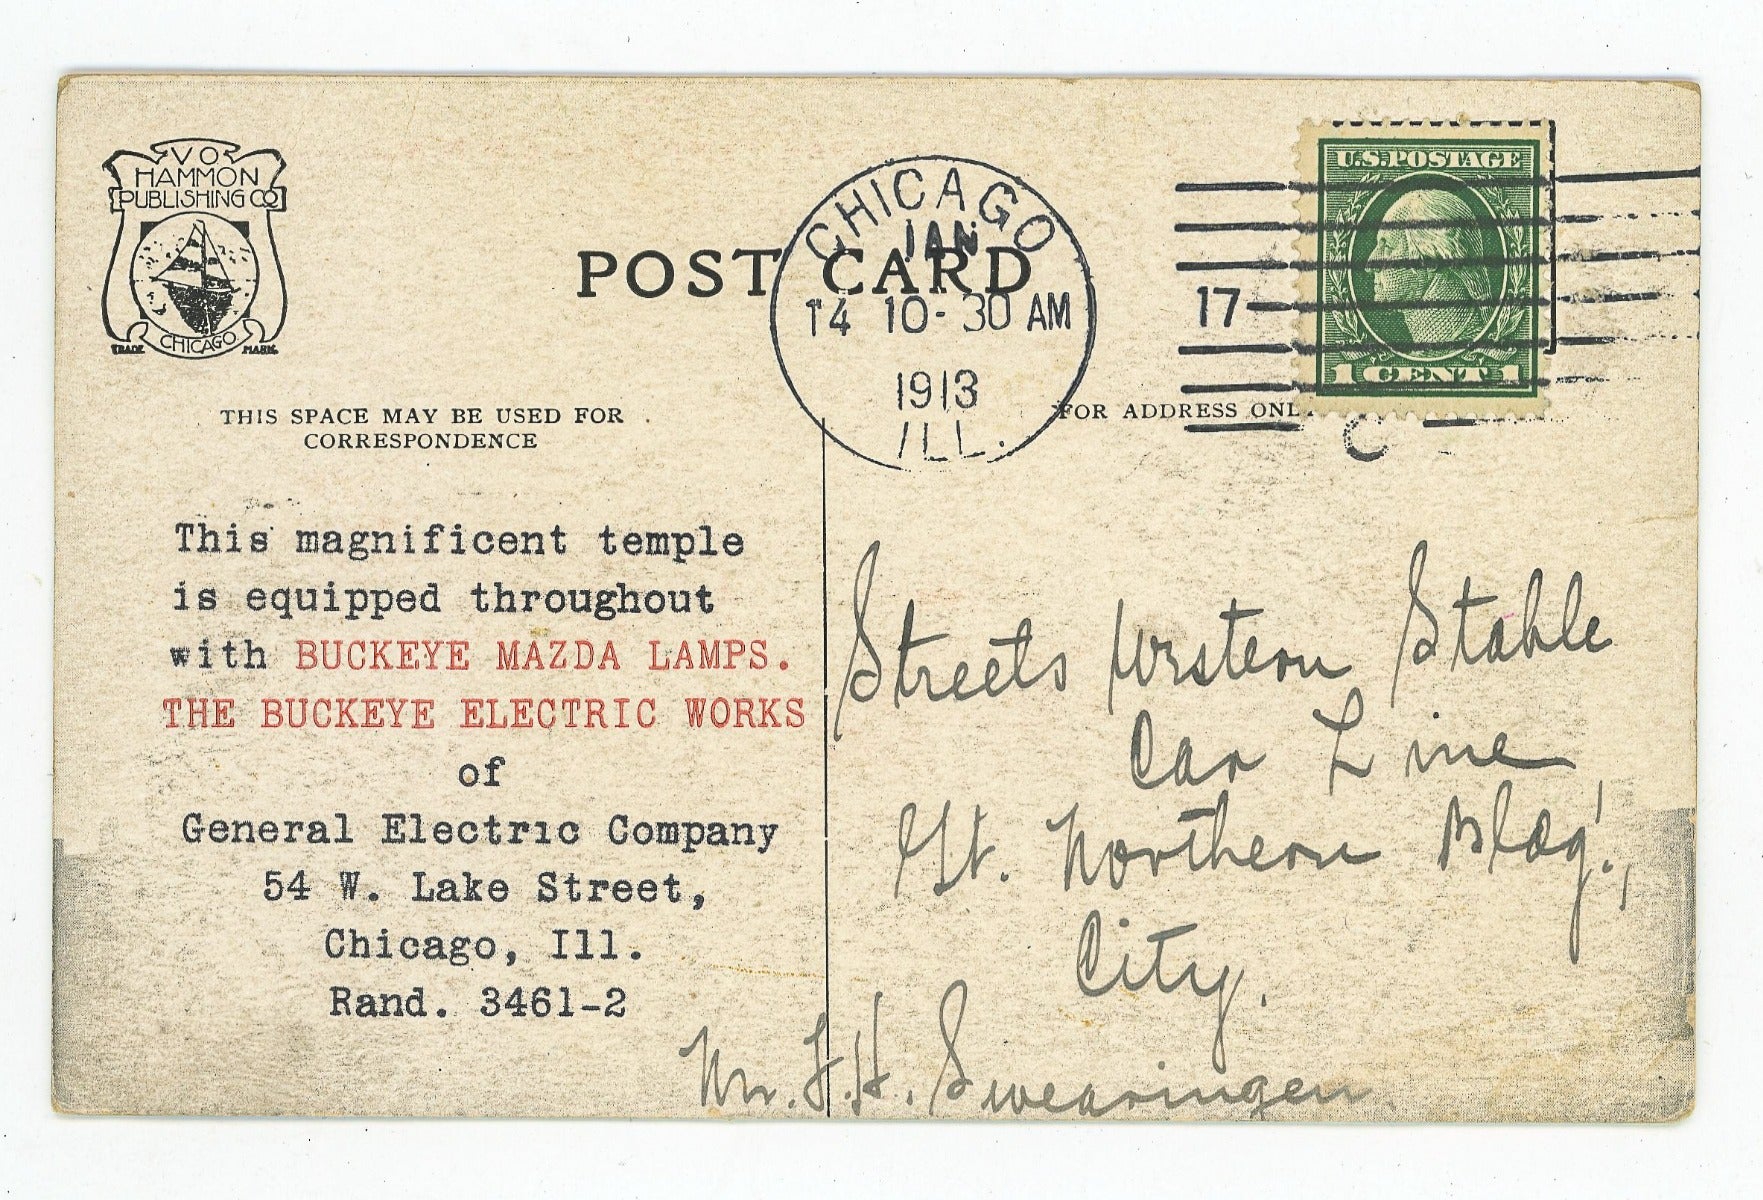 VO
HAMMON
PUBLISHING CO
CHICAGO
TRADE MARK
POST CARD
CHICAGO
JAN
14 10-30 AM
1913
ILL.
17
U.S. POSTAGE
1 CENT 1
THIS SPACE MAY BE USED FOR
CORRESPONDENCE
FOR ADDRESS ONLY
This magnificent temple
is equipped throughout
with BUCKEYE MAZDA LAMPS.
THE BUCKEYE ELECTRIC WORKS
of
General Electric Company
54 W. Lake Street,
Chicago, Ill.
Rand. 3461-2
Streets Western Stable
Car Line
Gt. Northern Bldg.,
City.
Mr. F. H. Swearingen.